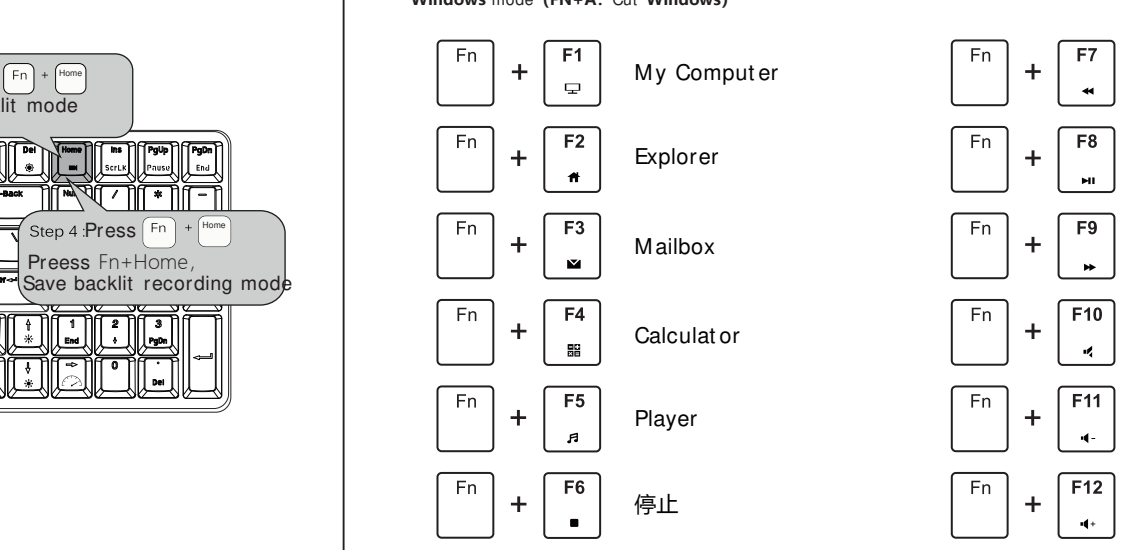 Windows mode (FN+A: Cut Windows)
Fn + Home
lit mode
Del Home Ins ScrLK PgUp Pause PgDn End
Back Num / * −
Step 4 :Press Fn + Home
Preess Fn+Home,
Save backlit recording mode
1 End 2 3 PgDn
0 . Del
Fn + F1 My Computer
Fn + F2 Explorer
Fn + F3 Mailbox
Fn + F4 Calculator
Fn + F5 Player
Fn + F6 停止
Fn + F7
Fn + F8
Fn + F9
Fn + F10
Fn + F11 -
Fn + F12 +